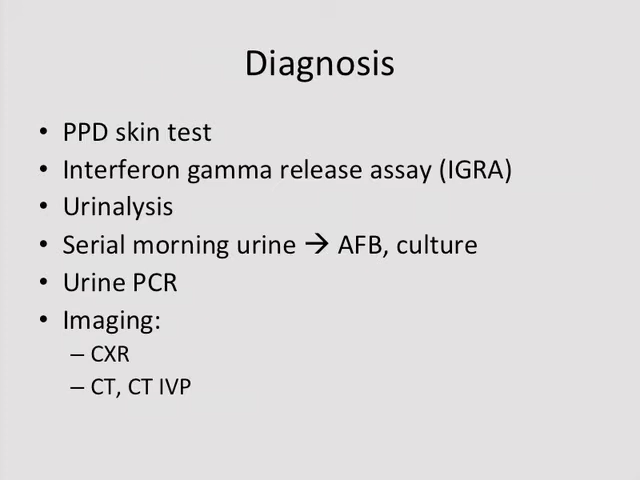 Diagnosis
• PPD skin test
• Interferon gamma release assay (IGRA)
• Urinalysis
• Serial morning urine → AFB, culture
• Urine PCR
• Imaging:
– CXR
– CT, CT IVP